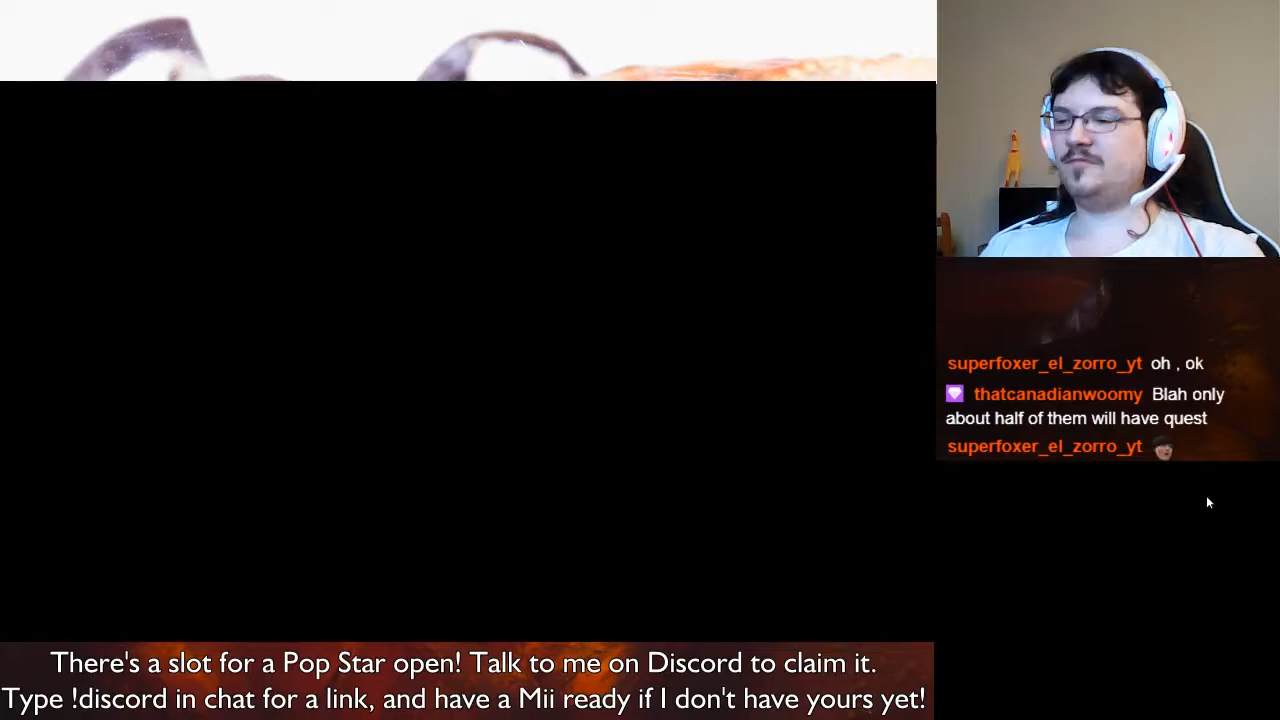 superfoxer_el_zorro_yt oh , ok
thatcanadianwoomy Blah only
about half of them will have quest
superfoxer_el_zorro_yt
There's a slot for a Pop Star open! Talk to me on Discord to claim it.
Type !discord in chat for a link, and have a Mii ready if I don't have yours yet!